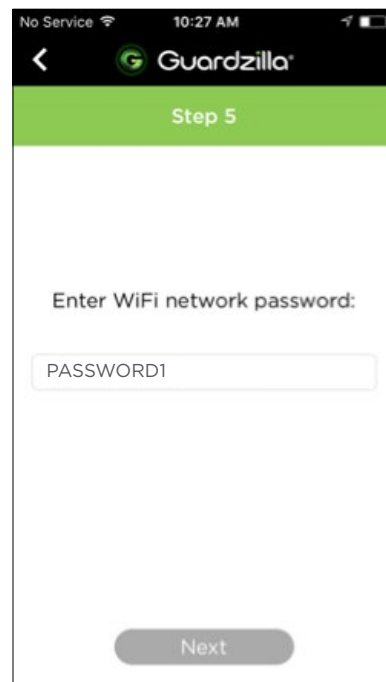 No Service 10:27 AM
Guardzilla®
Step 5
Enter WiFi network password:
PASSWORD1
Next